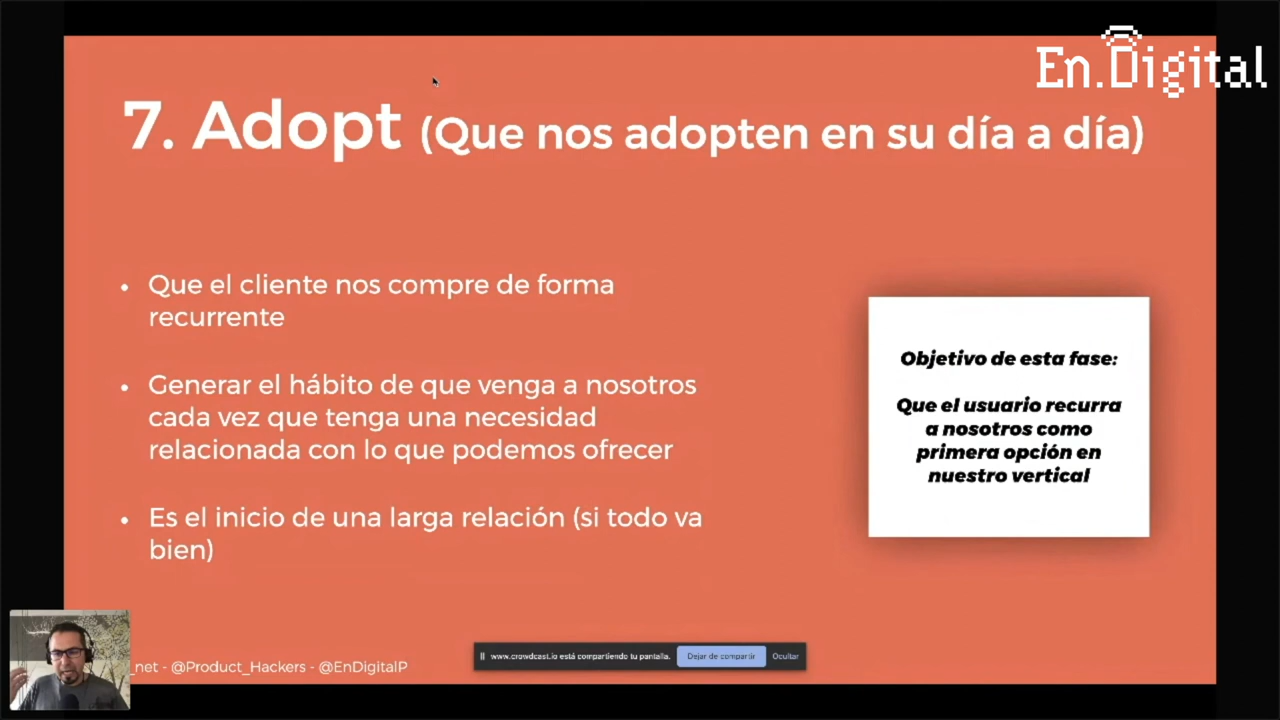 En.Digital
7. Adopt (Que nos adopten en su día a día)
• Que el cliente nos compre de forma
recurrente
• Generar el hábito de que venga a nosotros
cada vez que tenga una necesidad
relacionada con lo que podemos ofrecer
• Es el inicio de una larga relación (si todo va
bien)
Objetivo de esta fase:
Que el usuario recurra
a nosotros como
primera opción en
nuestro vertical
_net - @Product_Hackers - @EnDigitalP
www.crowdcast.io está compartiendo tu pantalla. Dejar de compartir Ocultar